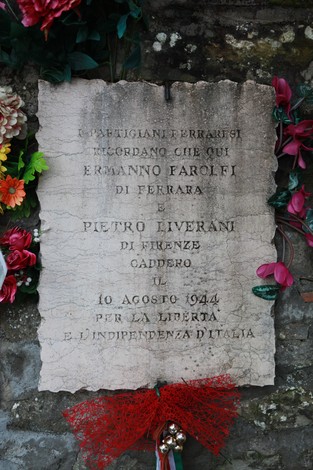 I PARTIGIANI FERRARESI
RICORDANO CHE QUI
ERMANNO FAROLFI
DI FERRARA
E
PIETRO LIVERANI
DI FIRENZE
CADDERO
IL
10 AGOSTO 1944
PER LA LIBERTA
E L'INDIPENDENZA D'ITALIA